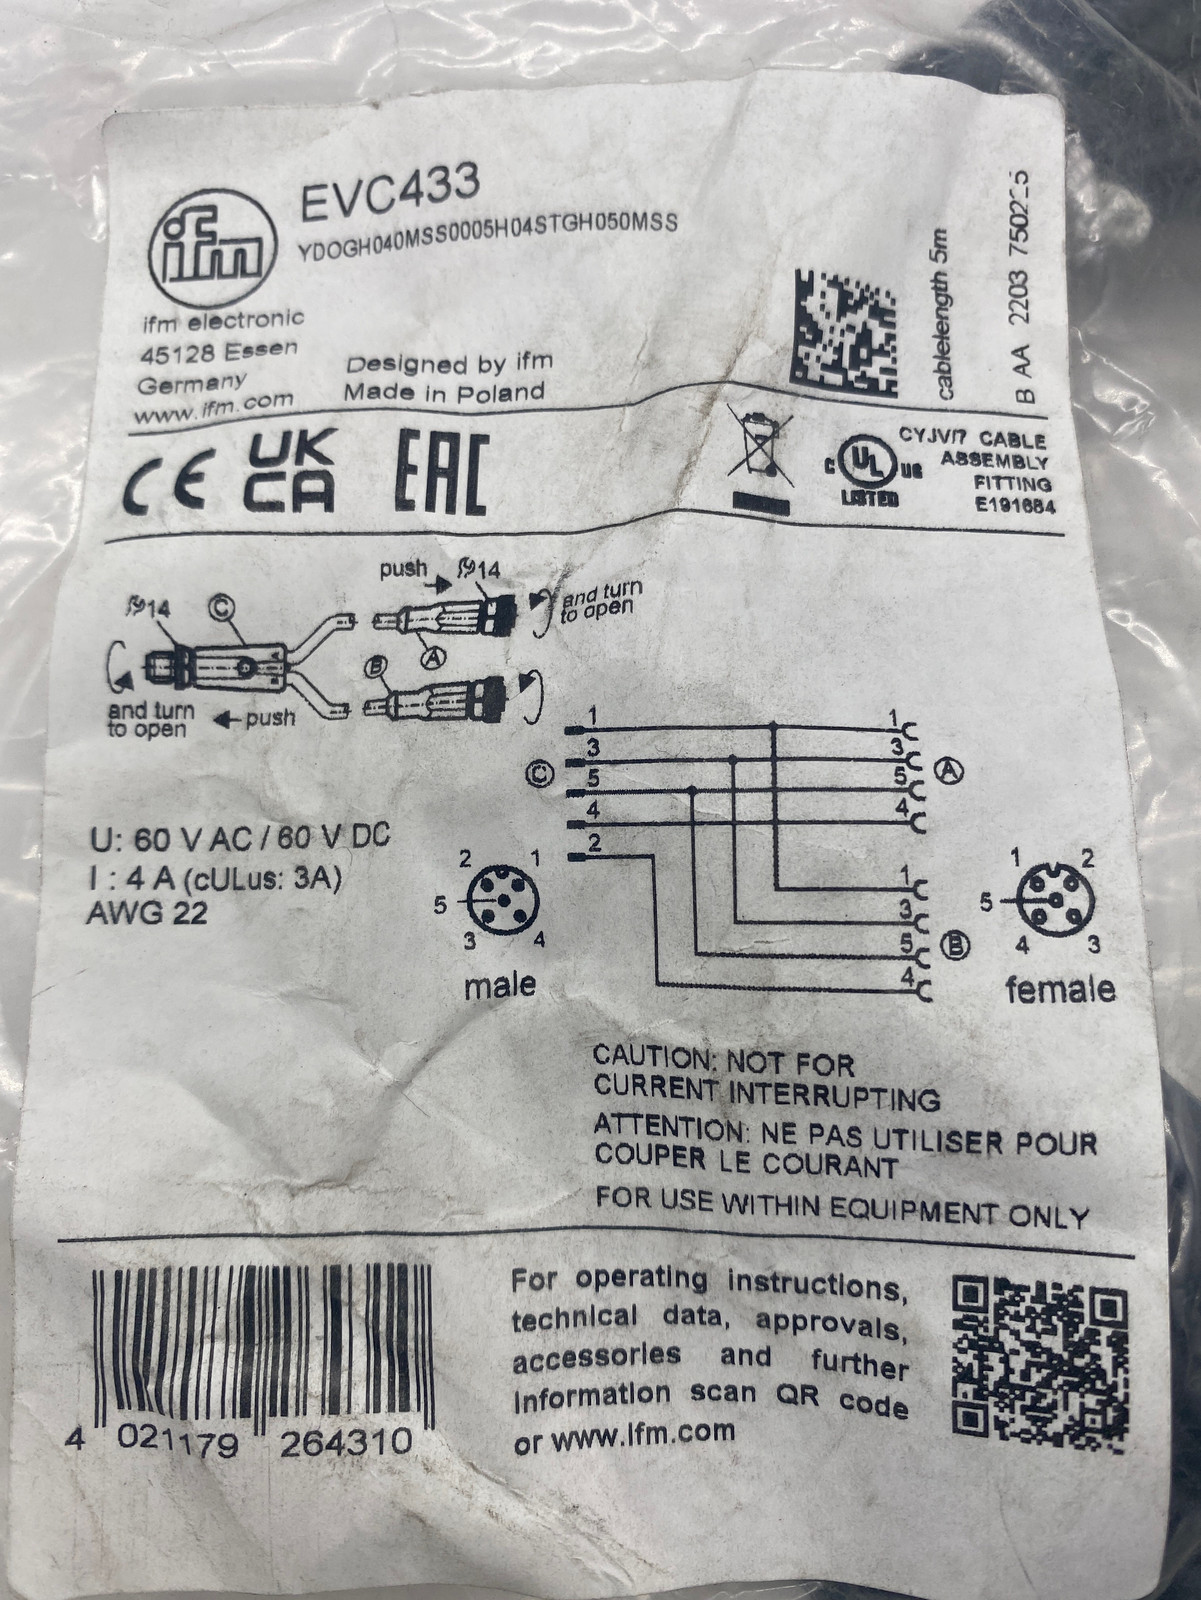 ifm
EVC433
YDOGH040MSS0005H04STGH050MSS
ifm electronic
45128 Essen
Germany
www.ifm.com
Designed by ifm
Made in Poland
cablelength 5m
B AA 2203
CE
UK
CA
EAC
C UL US
LISTED
CYJV/7 CABLE
ASSEMBLY
FITTING
E191684
push
14
and turn
to open
14
C
A
B
and turn
to open
push
1
3
5
4
2
C
1
3
5
4
A
1
3
5
4
B
U: 60 V AC / 60 V DC
I : 4 A (cULus: 3A)
AWG 22
2 1
5
3 4
male
1 2
5
4 3
female
CAUTION: NOT FOR
CURRENT INTERRUPTING
ATTENTION: NE PAS UTILISER POUR
COUPER LE COURANT
FOR USE WITHIN EQUIPMENT ONLY
4 021179 264310
For operating instructions,
technical data, approvals,
accessories and further
information scan QR code
or www.ifm.com